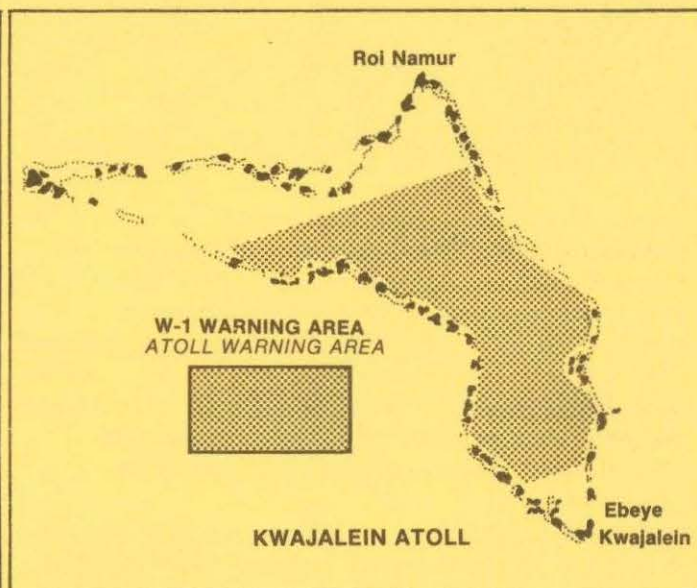 Roi Namur
W-1 WARNING AREA
ATOLL WARNING AREA
Ebeye
KWAJALEIN ATOLL
Kwajalein